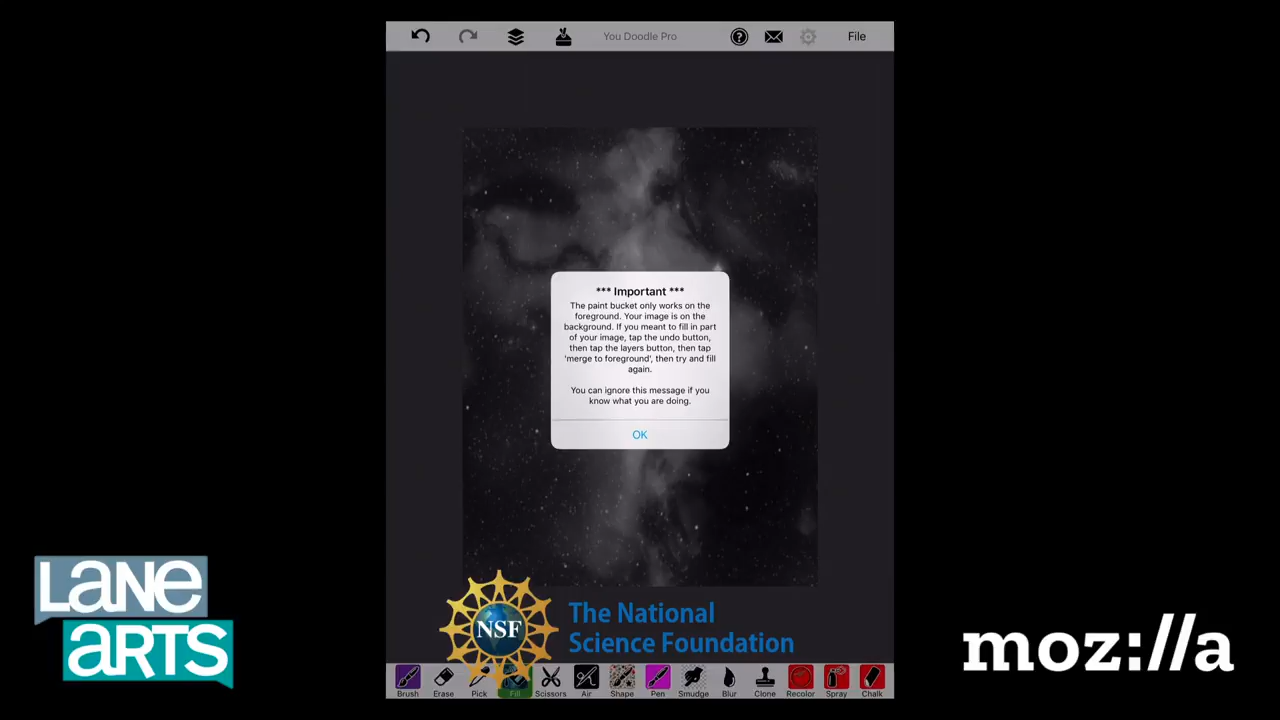 You Doodle Pro
File
*** Important ***
The paint bucket only works on the
foreground. Your image is on the
background. If you meant to fill in part
of your image, tap the undo button,
then tap the layers button, then tap
'merge to foreground', then try and fill
again.
You can ignore this message if you
know what you are doing.
OK
LANE
ARTS
NSF
The National
Science Foundation
moz://a
Brush Erase Pick Fill Scissors Air Shape Pen Smudge Blur Clone Recolor Spray Chalk